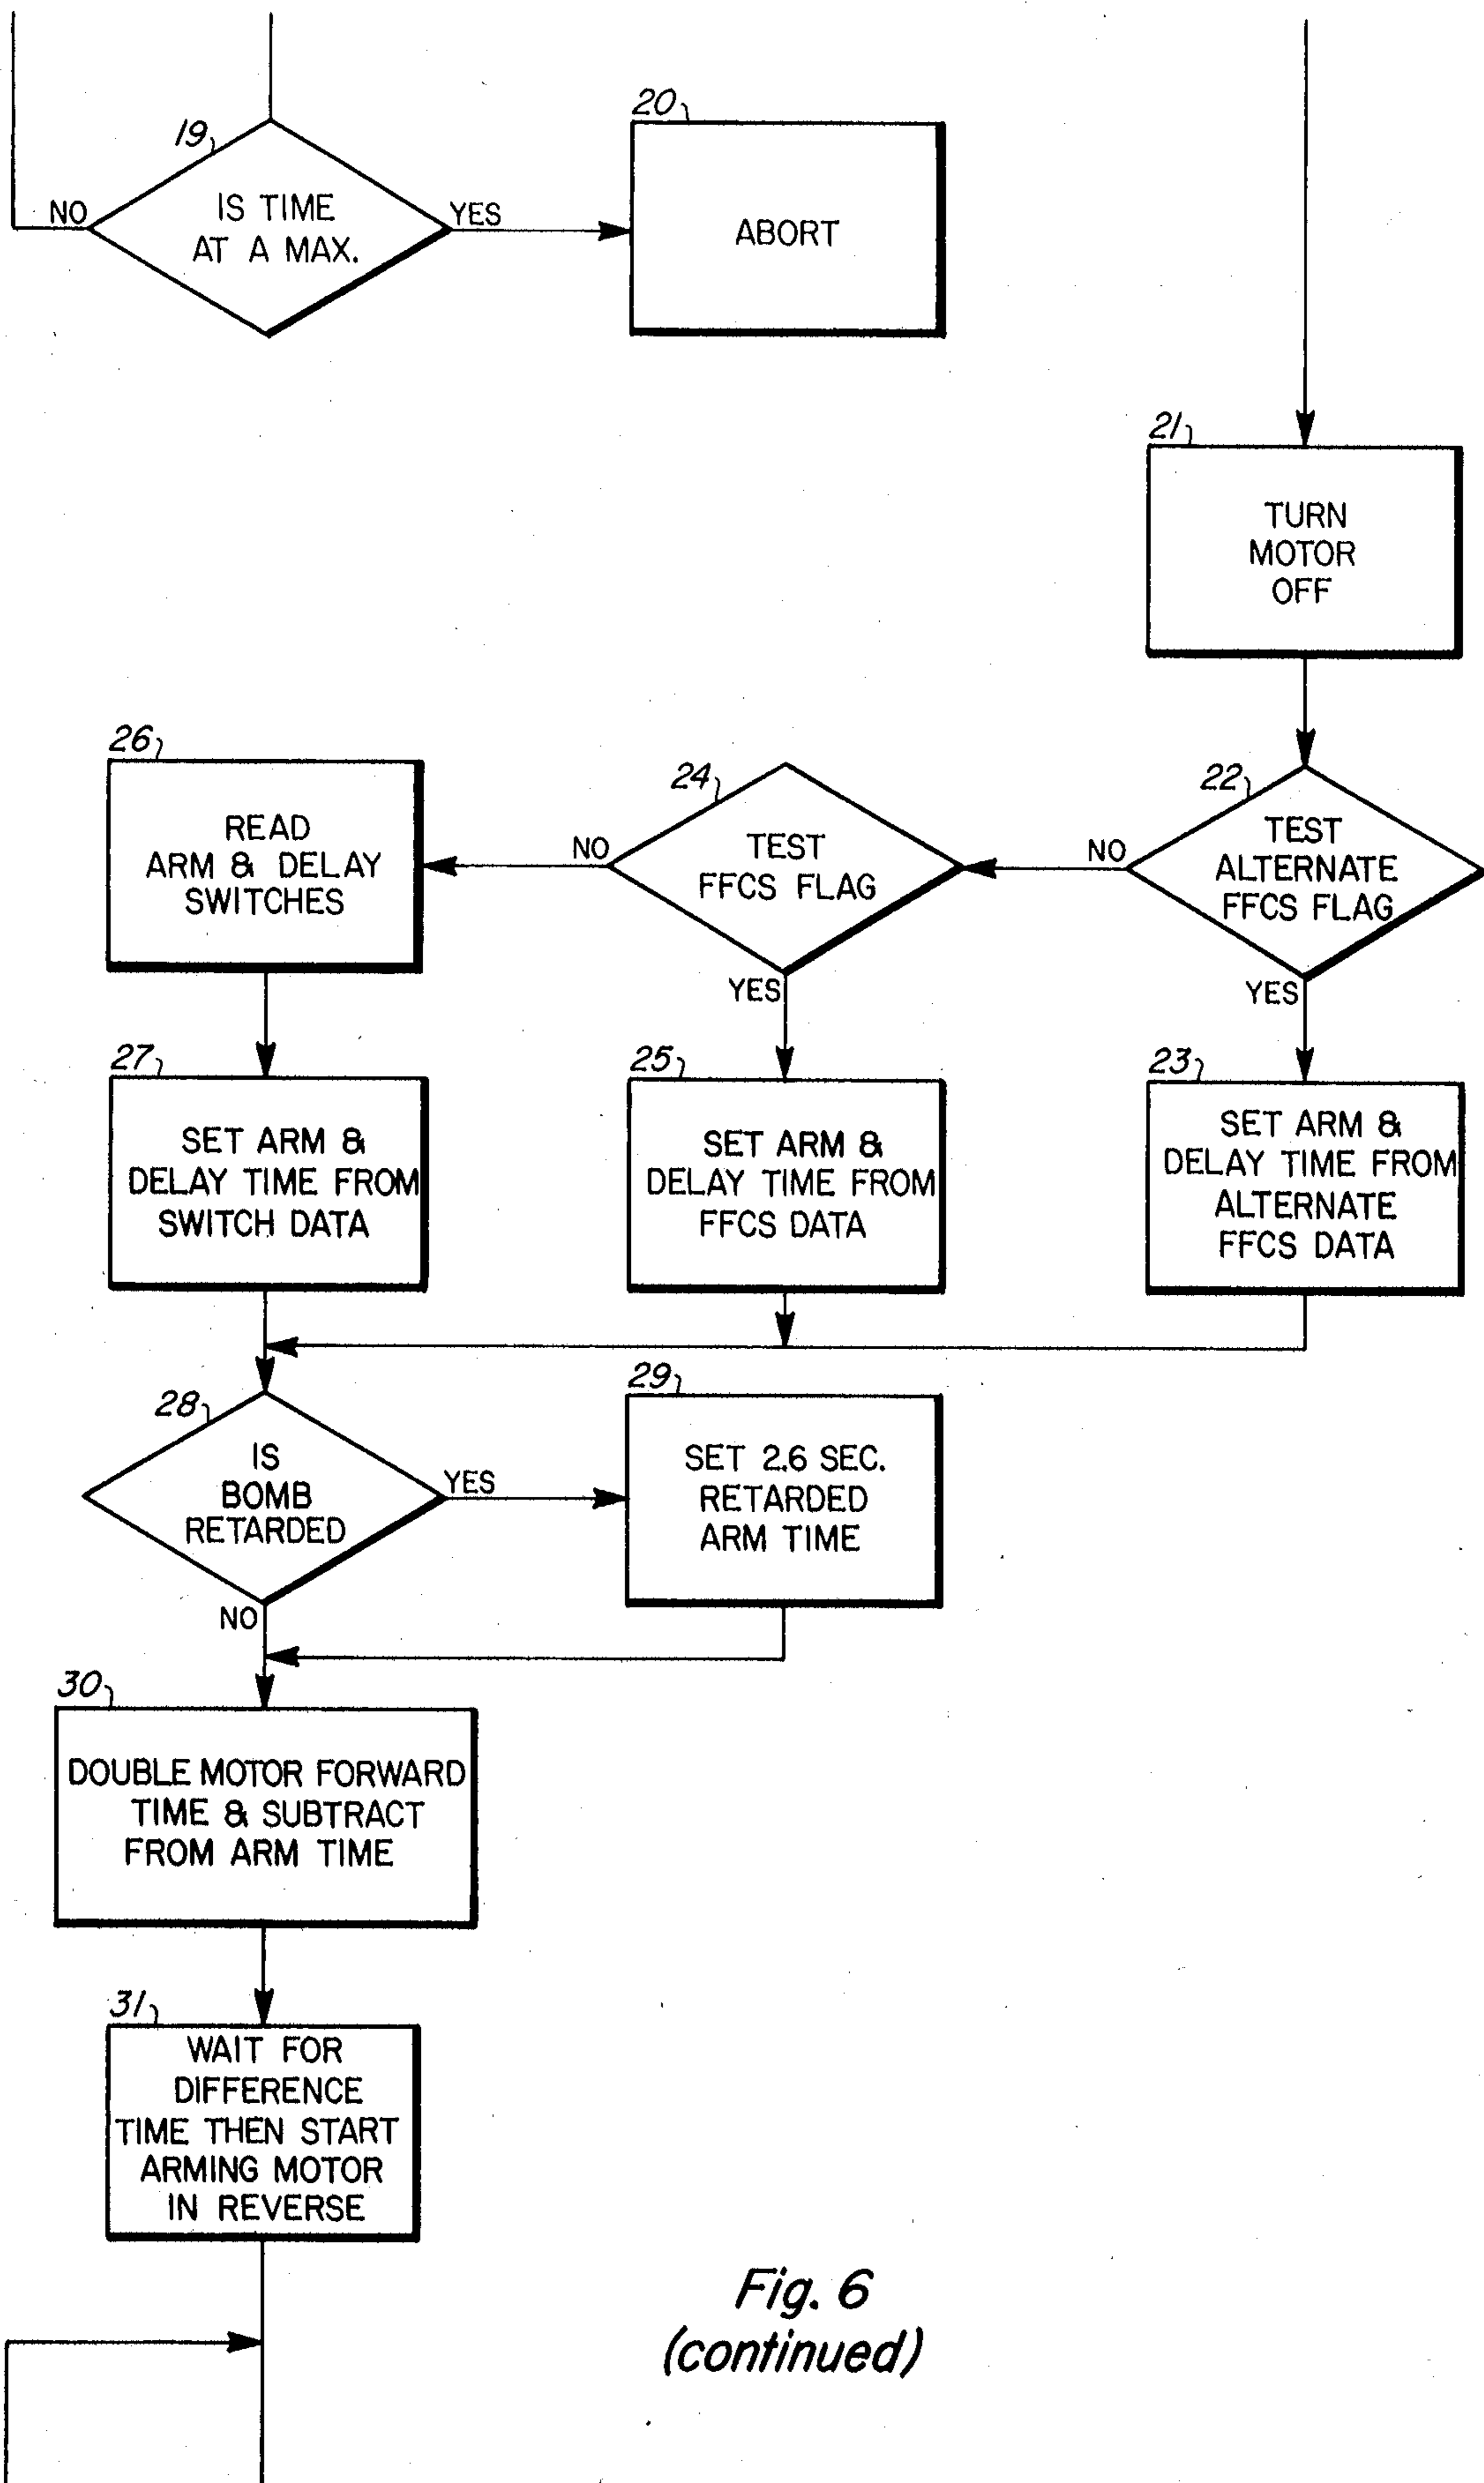 19
NO
IS TIME
AT A MAX.
YES
20
ABORT
21
TURN
MOTOR
OFF
22
TEST
ALTERNATE
FFCS FLAG
NO
YES
24
TEST
FFCS FLAG
NO
YES
26
READ
ARM & DELAY
SWITCHES
27
SET ARM &
DELAY TIME FROM
SWITCH DATA
25
SET ARM &
DELAY TIME FROM
FFCS DATA
23
SET ARM &
DELAY TIME FROM
ALTERNATE
FFCS DATA
28
IS
BOMB
RETARDED
YES
NO
29
SET 2.6 SEC.
RETARDED
ARM TIME
30
DOUBLE MOTOR FORWARD
TIME & SUBTRACT
FROM ARM TIME
31
WAIT FOR
DIFFERENCE
TIME THEN START
ARMING MOTOR
IN REVERSE
Fig. 6
(continued)